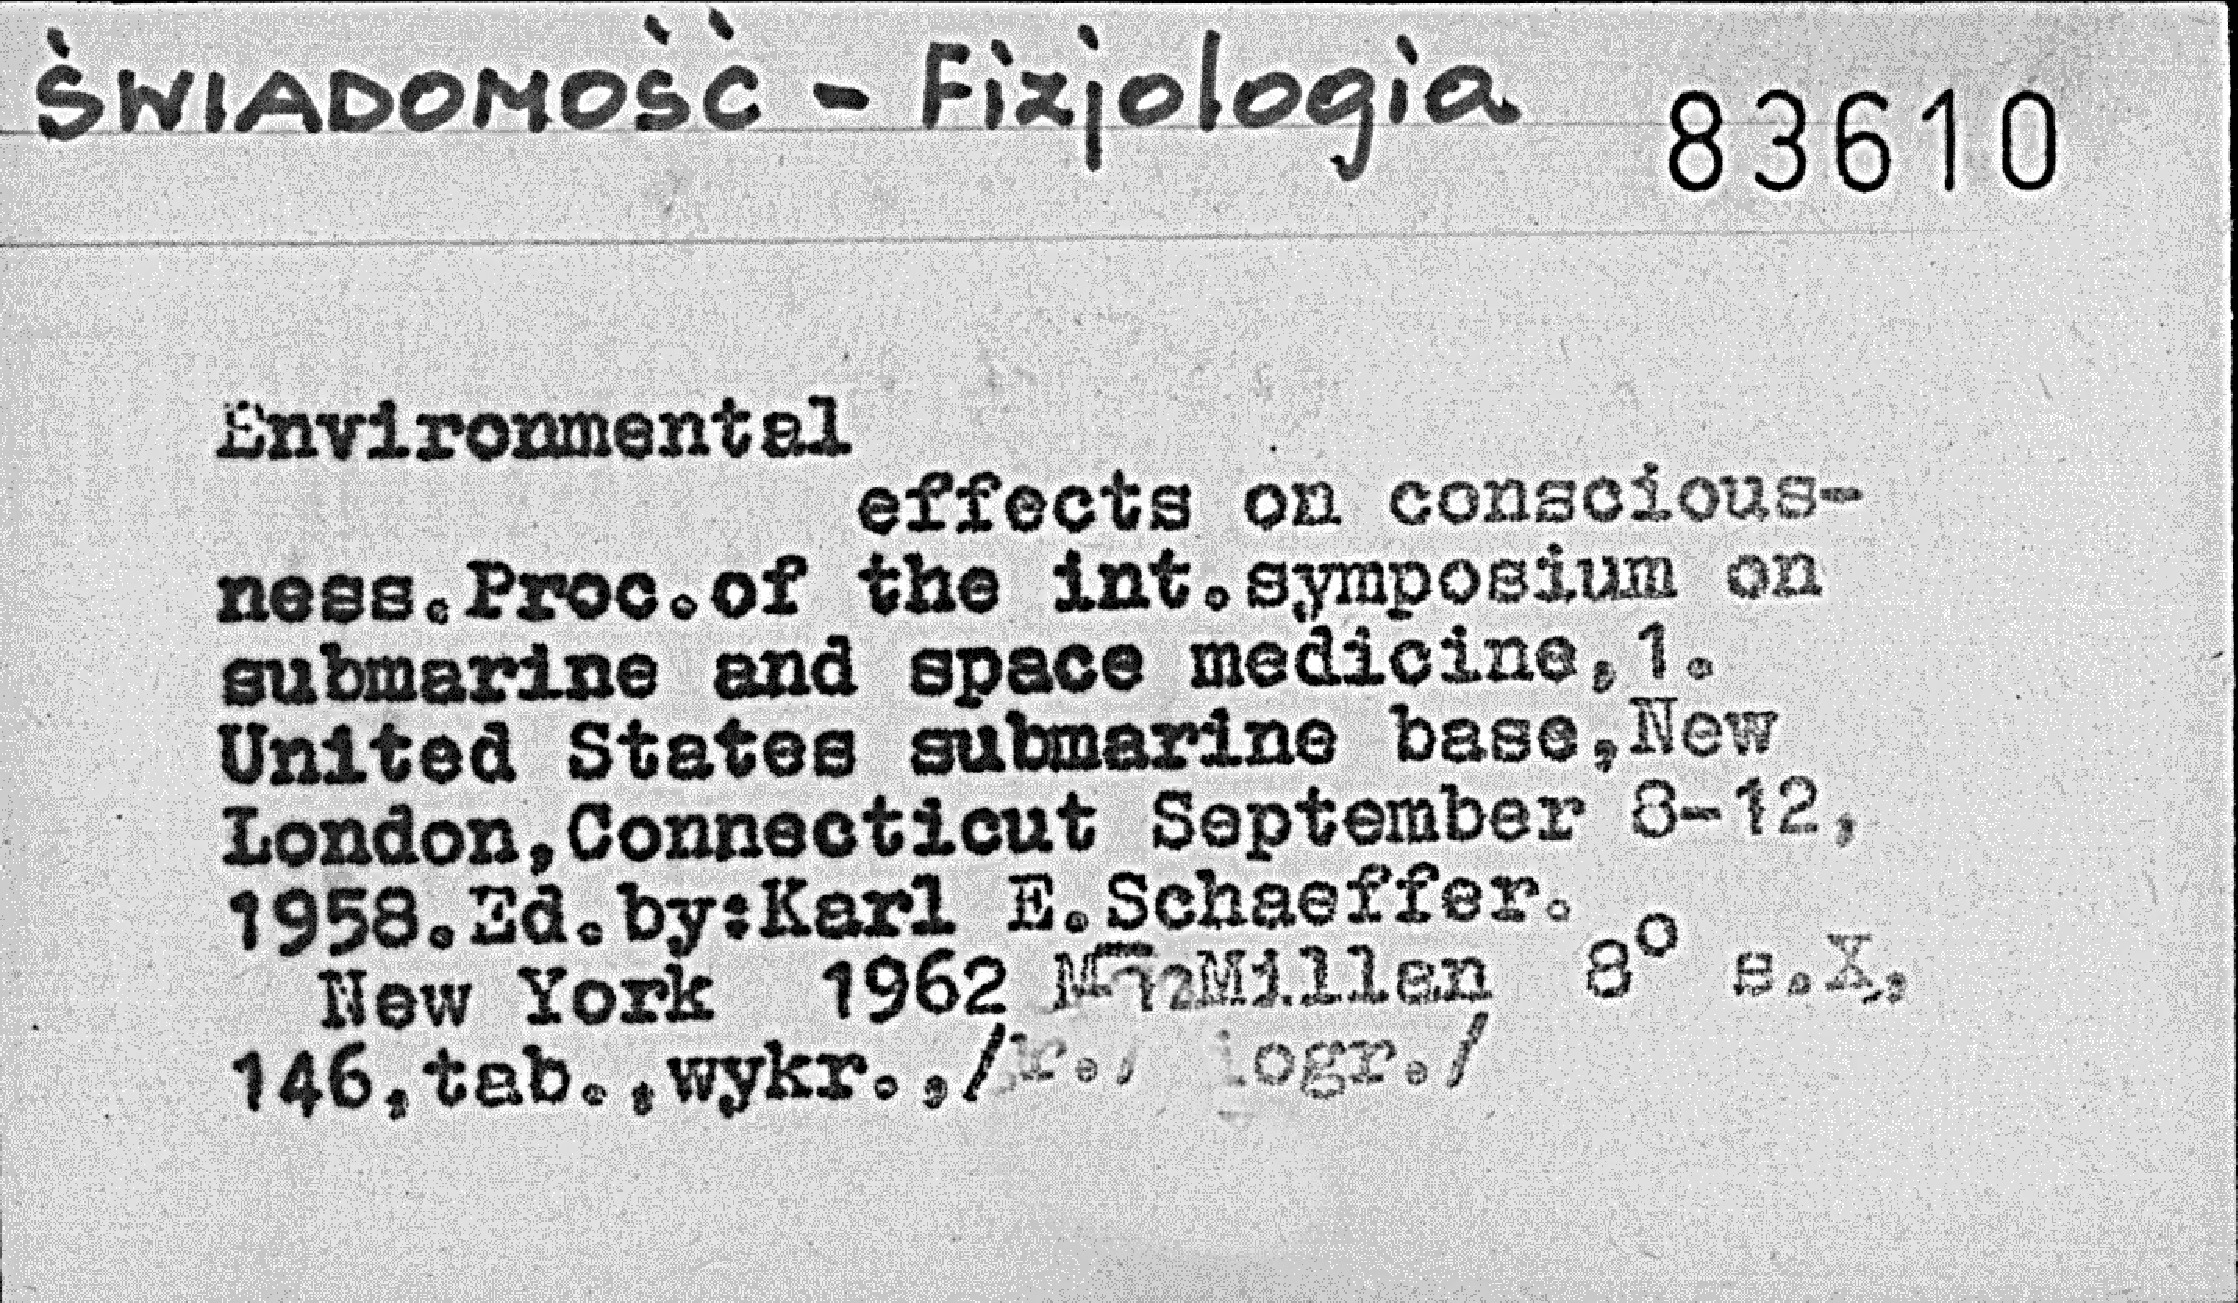 ŚWIADOMOŚĆ - Fizjologia 83610
Environmental
effects on conscious-
ness.Proc.of the int.symposium on
submarine and space medicine,1.
United States submarine base,New
London,Connecticut September 8-12,
1958.Ed.by:Karl E.Schaeffer.
New York 1962 8° s.X,
146,tab.,wykr.,/